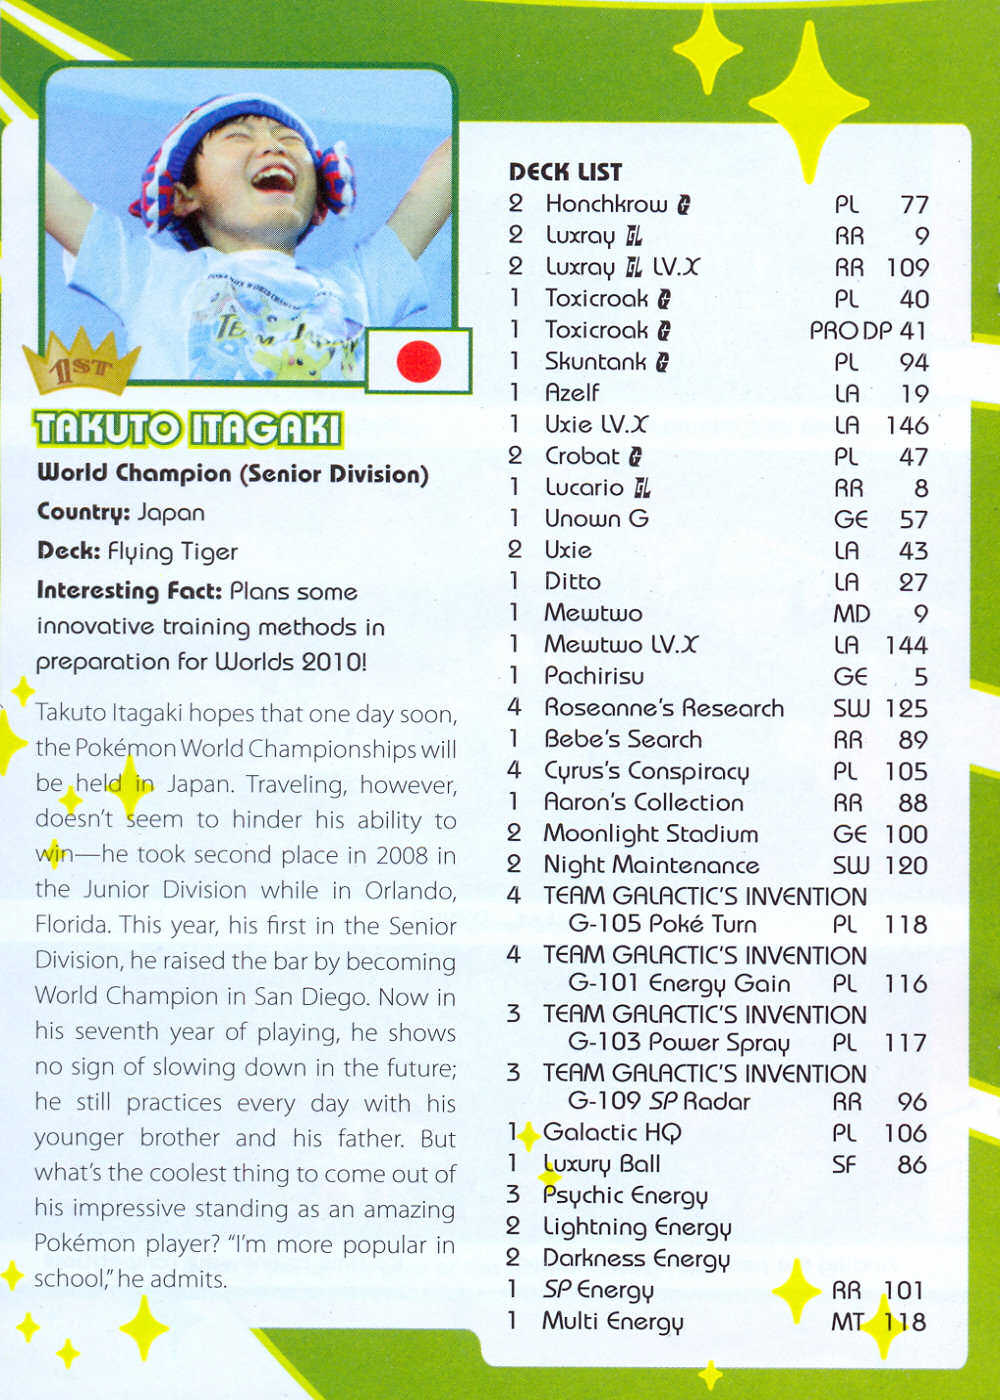 1ST
TAKUTO ITAGAKI
World Champion (Senior Division)
Country: Japan
Deck: Flying Tiger
Interesting Fact: Plans some
innovative training methods in
preparation for Worlds 2010!
Takuto Itagaki hopes that one day soon,
the Pokémon World Championships will
be held in Japan. Traveling, however,
doesn't seem to hinder his ability to
win—he took second place in 2008 in
the Junior Division while in Orlando,
Florida. This year, his first in the Senior
Division, he raised the bar by becoming
World Champion in San Diego. Now in
his seventh year of playing, he shows
no sign of slowing down in the future;
he still practices every day with his
younger brother and his father. But
what's the coolest thing to come out of
his impressive standing as an amazing
Pokémon player? "I'm more popular in
school," he admits.
DECK LIST
2 Honchkrow G PL 77
2 Luxray GL RR 9
2 Luxray GL LV.X RR 109
1 Toxicroak G PL 40
1 Toxicroak G PRO DP 41
1 Skuntank G PL 94
1 Azelf LA 19
1 Uxie LV.X LA 146
2 Crobat G PL 47
1 Lucario GL RR 8
1 Unown G GE 57
2 Uxie LA 43
1 Ditto LA 27
1 Mewtwo MD 9
1 Mewtwo LV.X LA 144
1 Pachirisu GE 5
4 Roseanne's Research SW 125
1 Bebe's Search RR 89
4 Cyrus's Conspiracy PL 105
1 Aaron's Collection RR 88
2 Moonlight Stadium GE 100
2 Night Maintenance SW 120
4 TEAM GALACTIC'S INVENTION
G-105 Poké Turn PL 118
4 TEAM GALACTIC'S INVENTION
G-101 Energy Gain PL 116
3 TEAM GALACTIC'S INVENTION
G-103 Power Spray PL 117
3 TEAM GALACTIC'S INVENTION
G-109 SP Radar RR 96
1 Galactic HQ PL 106
1 Luxury Ball SF 86
3 Psychic Energy
2 Lightning Energy
2 Darkness Energy
1 SP Energy RR 101
1 Multi Energy MT 118